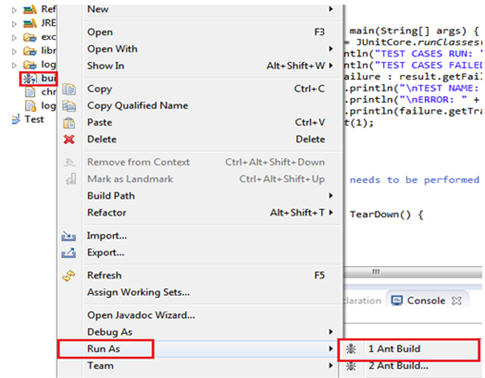 Ref
JRE
exc
libr
log
bui
chr
log
Test
New
Open F3
Open With
Show In Alt+Shift+W
Copy Ctrl+C
Copy Qualified Name
Paste Ctrl+V
Delete Delete
Remove from Context Ctrl+Alt+Shift+Down
Mark as Landmark Ctrl+Alt+Shift+Up
Build Path
Refactor Alt+Shift+T
Import...
Export...
Refresh F5
Assign Working Sets...
Open Javadoc Wizard...
Debug As
Run As
Team
1 Ant Build
2 Ant Build...
main(String[] args) {
= JUnitCore.runClasses(
ntln("TEST CASES RUN: "
ntln("TEST CASES FAILED
ailure : result.getFail
.println("\nTEST NAME:
.println("\nERROR: " +
.println(failure.getTra
t(1);
needs to be performed
TearDown() {
claration
Console